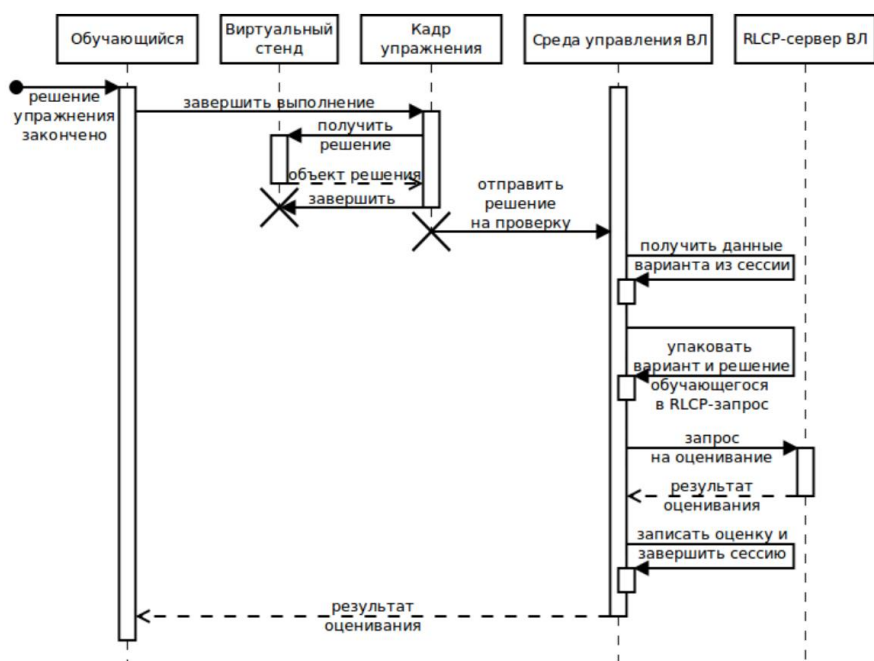 Обучающийся
Виртуальный
стенд
Кадр
упражнения
Среда управления ВЛ
RLCP-сервер ВЛ
решение
упражнения
закончено
завершить выполнение
получить
решение
объект решения
завершить
отправить
решение
на проверку
получить данные
варианта из сессии
упаковать
вариант и решение
обучающегося
в RLCP-запрос
запрос
на оценивание
результат
оценивания
записать оценку и
завершить сессию
результат
оценивания